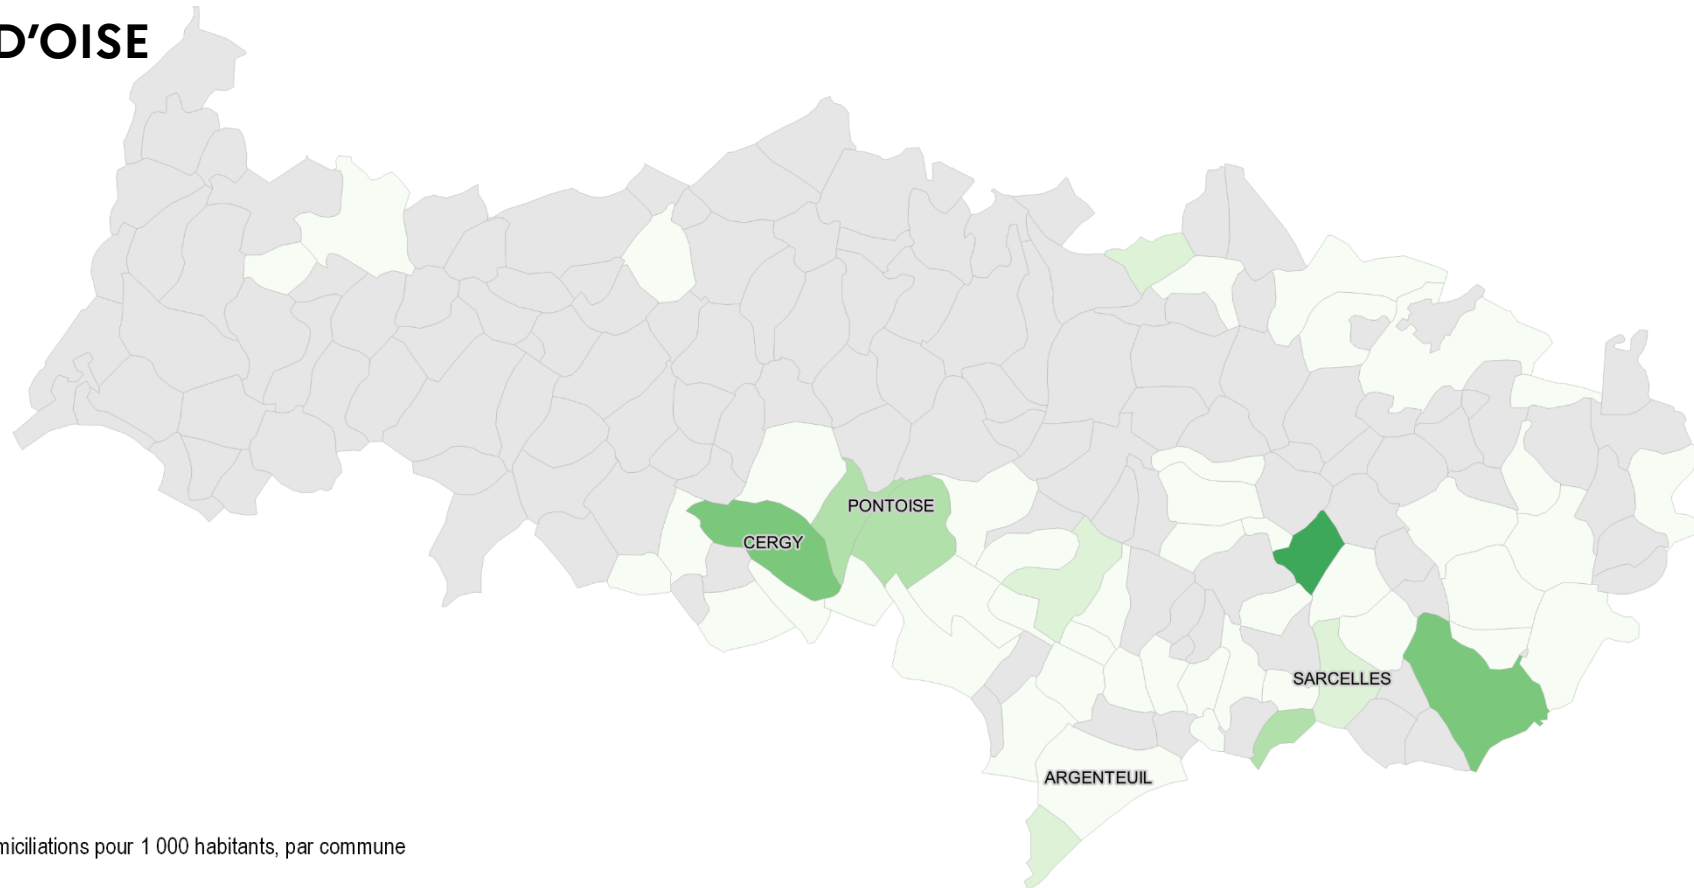 D'OISE
PONTOISE
CERGY
SARCELLES
ARGENTEUIL
miciliations pour 1 000 habitants, par commune